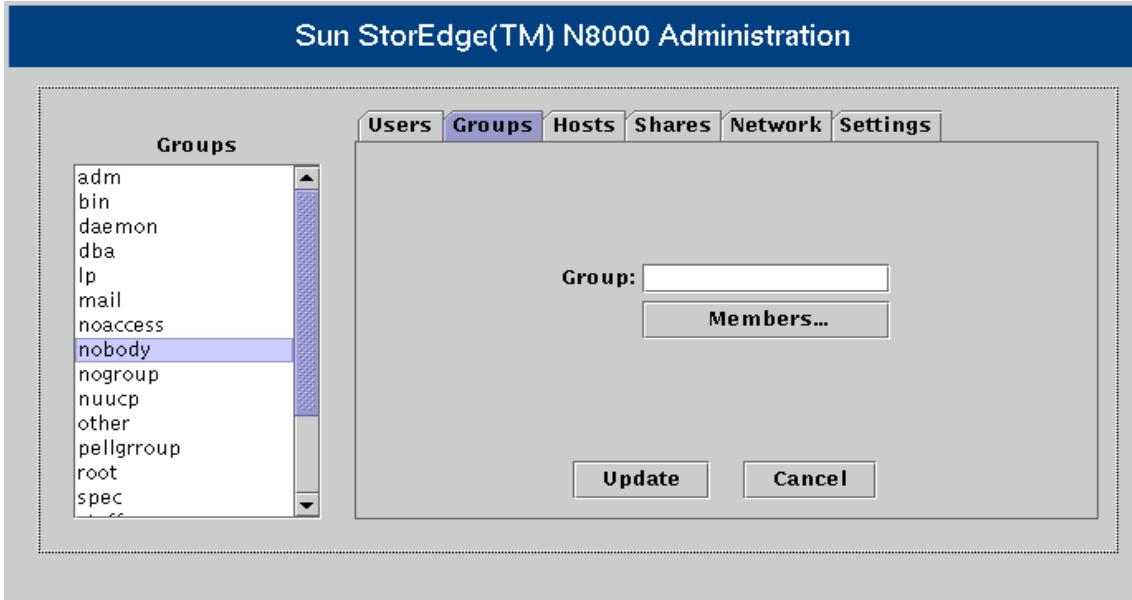 Sun StorEdge(TM) N8000 Administration
Users Groups Hosts Shares Network Settings
Groups
adm
bin
daemon
dba
lp
mail
noaccess
nobody
nogroup
nuucp
other
pellgrroup
root
spec
Group:
Members...
Update Cancel